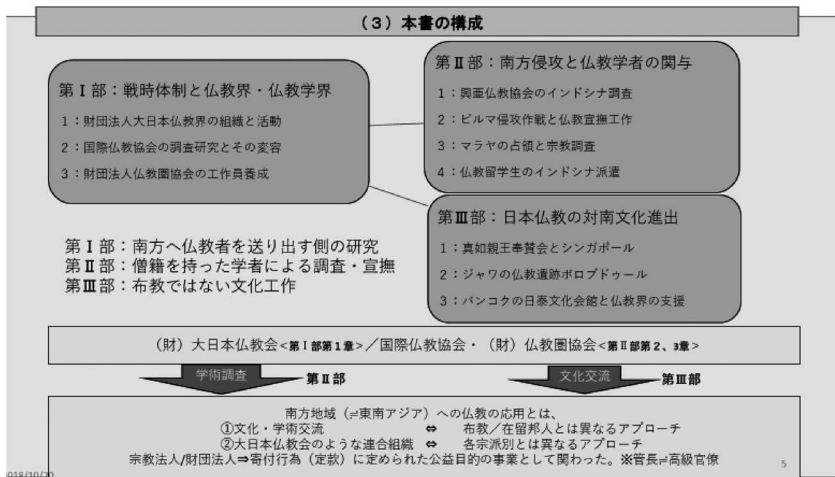 (3)本書の構成
第Ⅰ部:戦時体制と仏教界・仏教学界
1:財団法人大日本仏教界の組織と活動
2:国際仏教協会の調査研究とその変容
3:財団法人仏教圏協会の工作員養成
第Ⅱ部:南方侵攻と仏教学者の関与
1:興亜仏教協会のインドシナ調査
2:ビルマ侵攻作戦と仏教宣撫工作
3:マラヤの占領と宗教調査
4:仏教留学生のインドシナ派遣
第Ⅲ部:日本仏教の対南文化進出
1:真如親王奉賛会とシンガポール
2:ジャワの仏教遺跡ボロブドゥール
3:バンコクの日泰文化会館と仏教界の支援
第Ⅰ部:南方へ仏教者を送り出す側の研究
第Ⅱ部:僧籍を持った学者による調査・宣撫
第Ⅲ部:布教ではない文化工作
(財)大日本仏教会<第Ⅰ部第1章>/国際仏教協会・(財)仏教圏協会<第Ⅱ部第2、3章>
学術調査 第Ⅱ部 文化交流 第Ⅲ部
南方地域(≒東南アジア)への仏教の応用とは、
①文化・学術交流 ⇔ 布教/在留邦人とは異なるアプローチ
②大日本仏教会のような連合組織 ⇔ 各宗派別とは異なるアプローチ
宗教法人/財団法人⇒寄付行為(定款)に定められた公益目的の事業として関わった。※管長≒高級官僚
2018/10/20
5